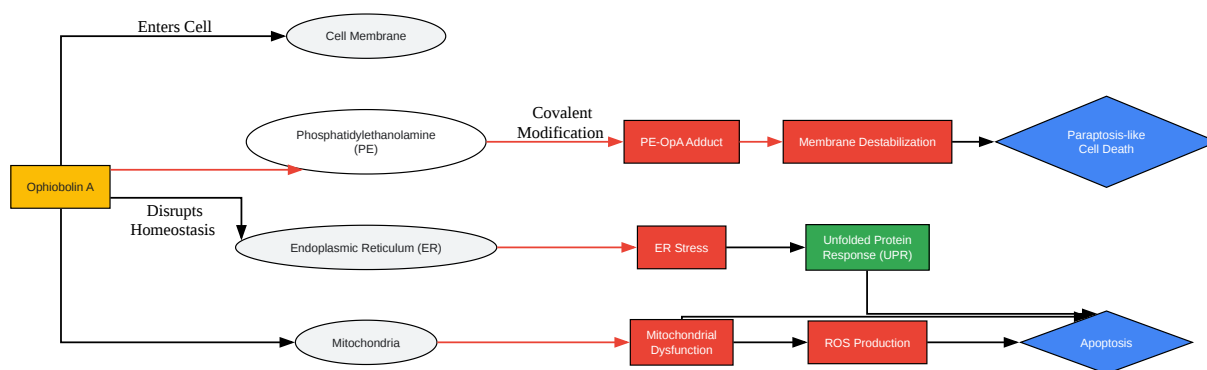 Enters Cell
Cell Membrane
Phosphatidylethanolamine
(PE)
Covalent
Modification
PE-OpA Adduct
Membrane Destabilization
Paraptosis-like
Cell Death
Ophiobolin A
Disrupts
Homeostasis
Endoplasmic Reticulum (ER)
ER Stress
Unfolded Protein
Response (UPR)
Mitochondria
Mitochondrial
Dysfunction
ROS Production
Apoptosis